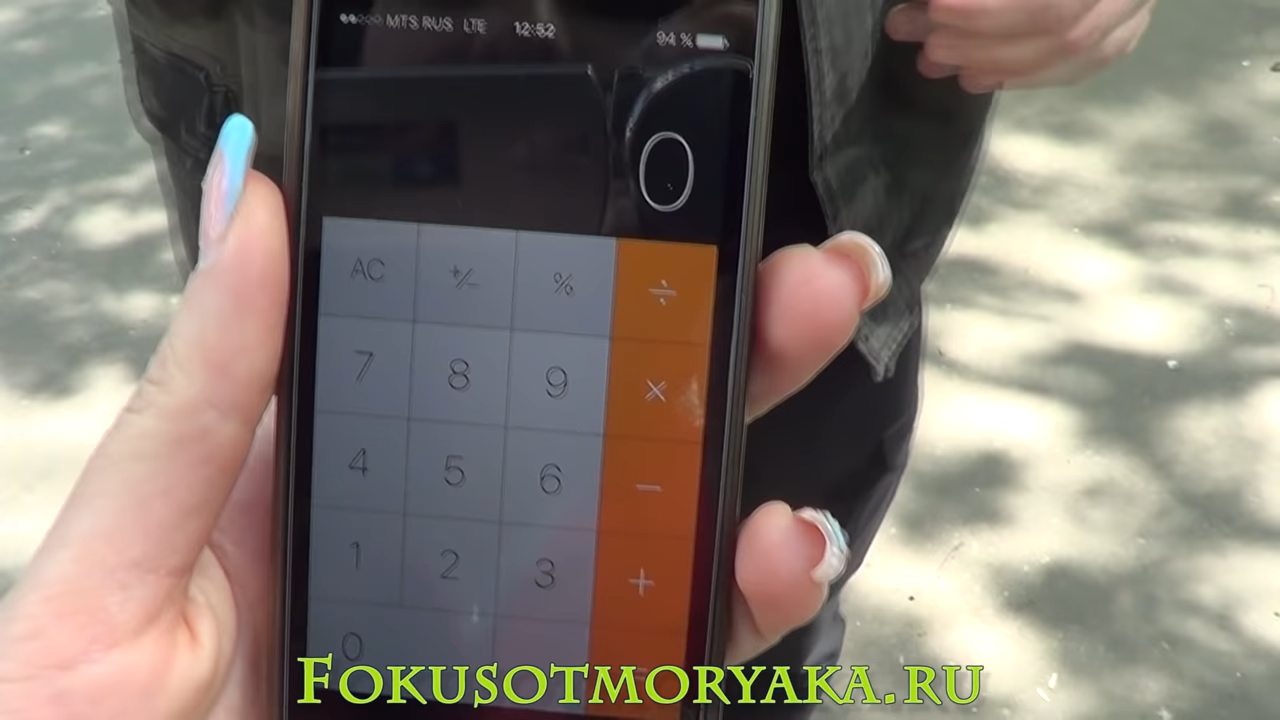 MTS RUS LTE 12:52 94 %
0
AC +/- % ÷
7 8 9 ×
4 5 6 −
1 2 3 +
0
FOKUSOTMORYAKA.RU